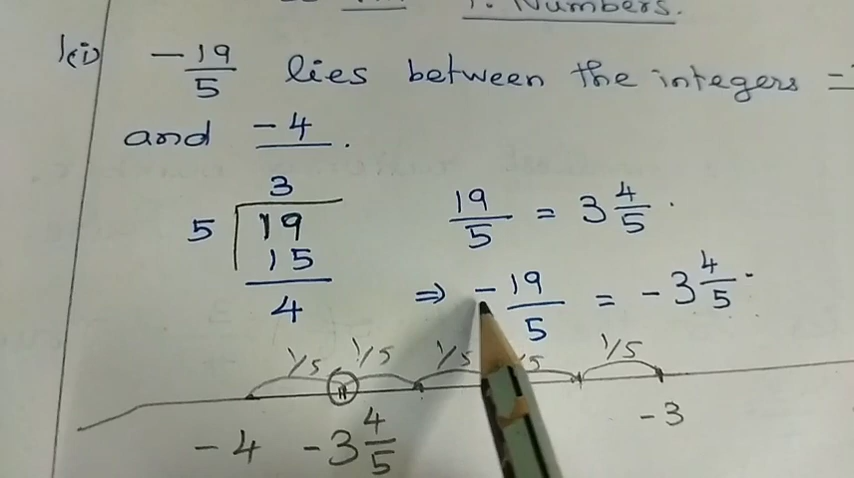 1. Numbers.
1(i) -19/5 lies between the integers
and -4.
3
5 19 19/5 = 3 4/5.
15
4 ⇒ -19/5 = -3 4/5.
1/5 1/5 1/5 /5 1/5
-4 -3 4/5 -3